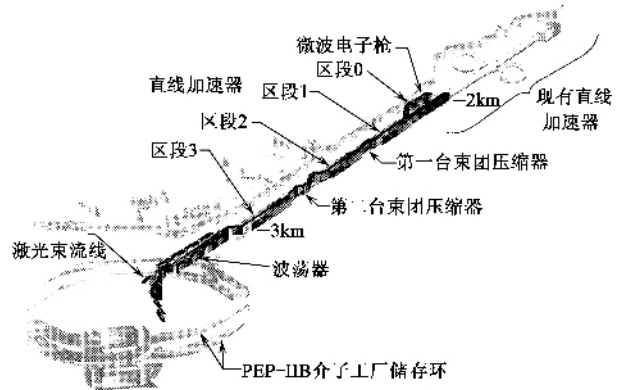 微波电子枪
区段0
直线加速器
区段1
2km
现有直线
加速器
区段2
第一台束团压缩器
区段3
第二台束团压缩器
3km
激光束流线
波荡器
PEP-IIB介子工厂储存环